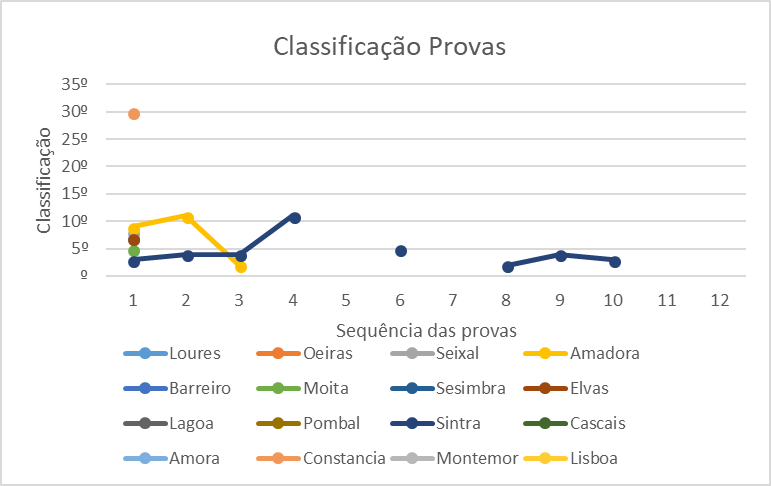 Classificação Provas
35º
30º
25º
20º
15º
10º
5º
º
Classificação
1 2 3 4 5 6 7 8 9 10 11 12
Sequência das provas
Loures Oeiras Seixal Amadora
Barreiro Moita Sesimbra Elvas
Lagoa Pombal Sintra Cascais
Amora Constancia Montemor Lisboa